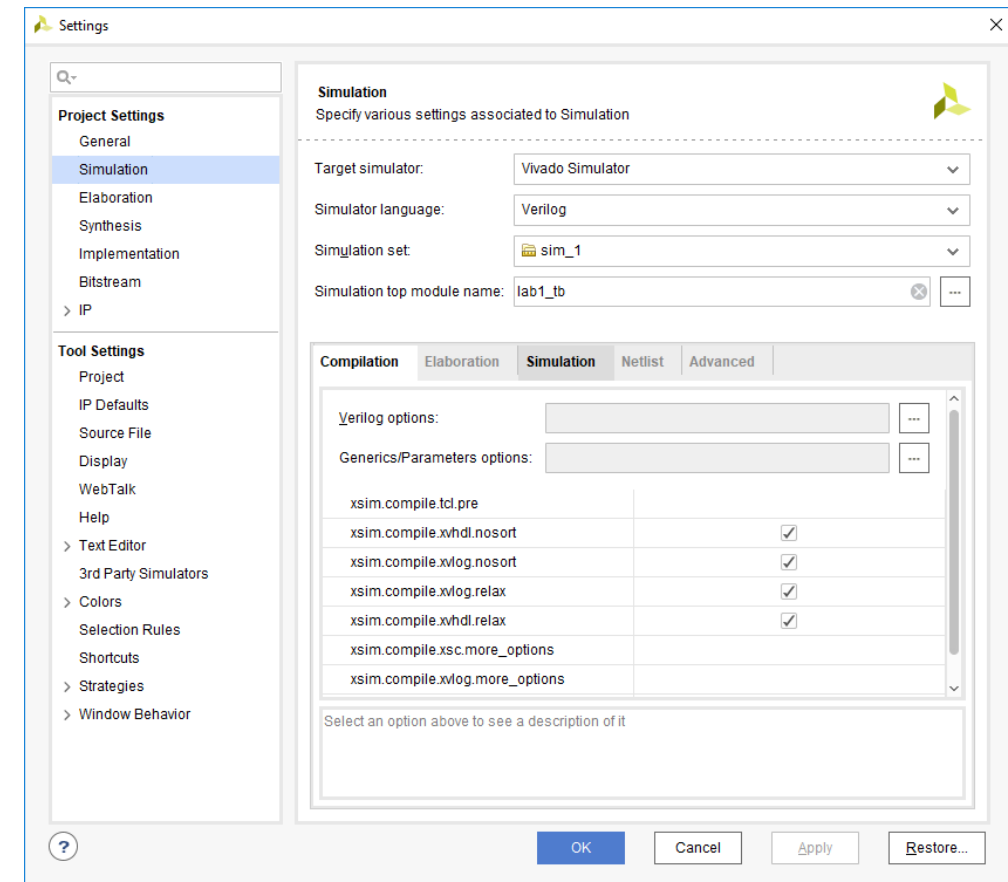 Settings
Project Settings
General
Simulation
Elaboration
Synthesis
Implementation
Bitstream
IP
Tool Settings
Project
IP Defaults
Source File
Display
WebTalk
Help
Text Editor
3rd Party Simulators
Colors
Selection Rules
Shortcuts
Strategies
Window Behavior
Simulation
Specify various settings associated to Simulation
Target simulator: Vivado Simulator
Simulator language: Verilog
Simulation set: sim_1
Simulation top module name: lab1_tb ...
Compilation Elaboration Simulation Netlist Advanced
Verilog options: ...
Generics/Parameters options: ...
xsim.compile.tcl.pre
xsim.compile.xvhdl.nosort
xsim.compile.xvlog.nosort
xsim.compile.xvlog.relax
xsim.compile.xvhdl.relax
xsim.compile.xsc.more_options
xsim.compile.xvlog.more_options
Select an option above to see a description of it
? OK Cancel Apply Restore...